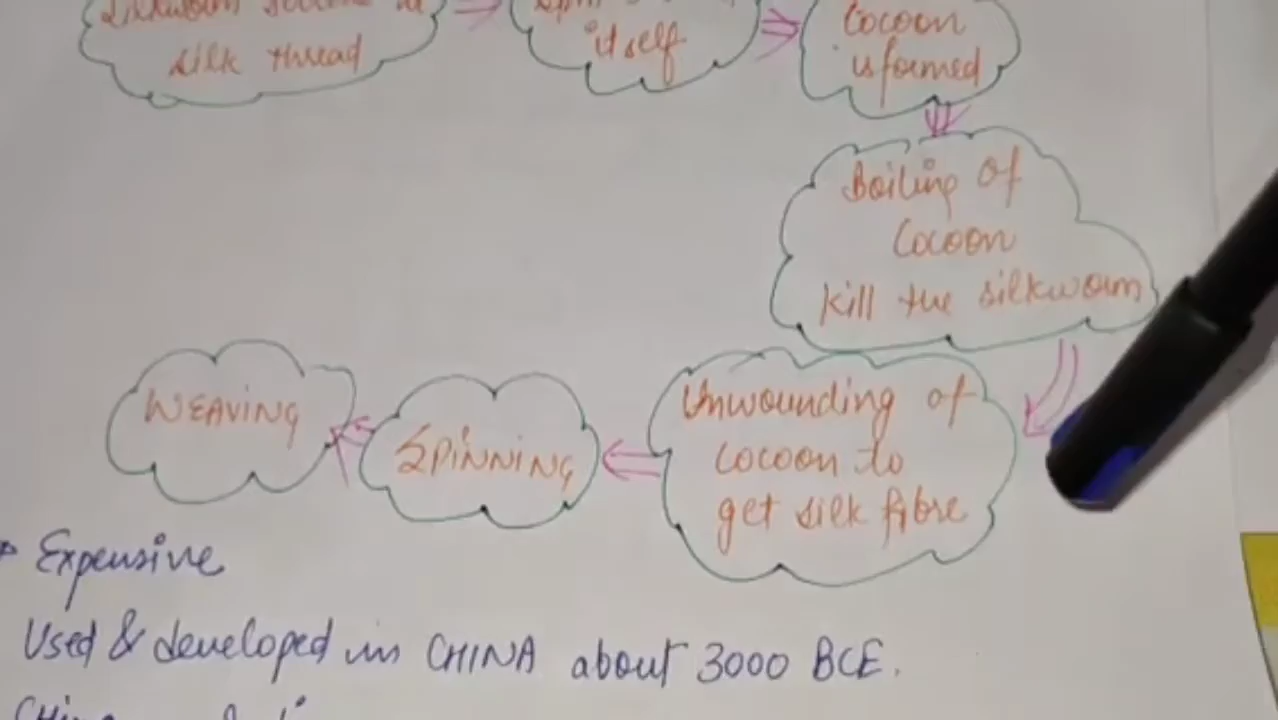 silk thread
itself
Cocoon
is formed
Boiling of
Cocoon
kill the silkworm
Unwounding of
cocoon to
get silk fibre
SPINNING
WEAVING
Expensive
Used & developed in CHINA about 3000 BCE.